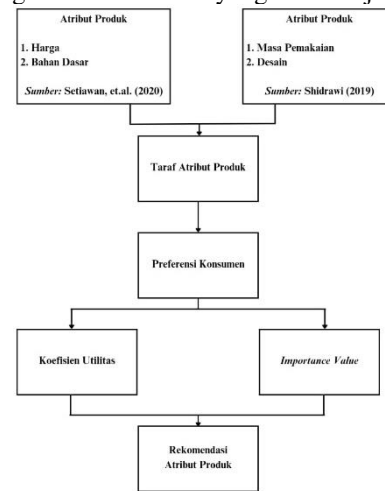 Atribut Produk
1. Harga
2. Bahan Dasar
Sumber: Setiawan, et.al. (2020)
Atribut Produk
1. Masa Pemakaian
2. Desain
Sumber: Shidrawi (2019)
Taraf Atribut Produk
Preferensi Konsumen
Koefisien Utilitas
Importance Value
Rekomendasi
Atribut Produk